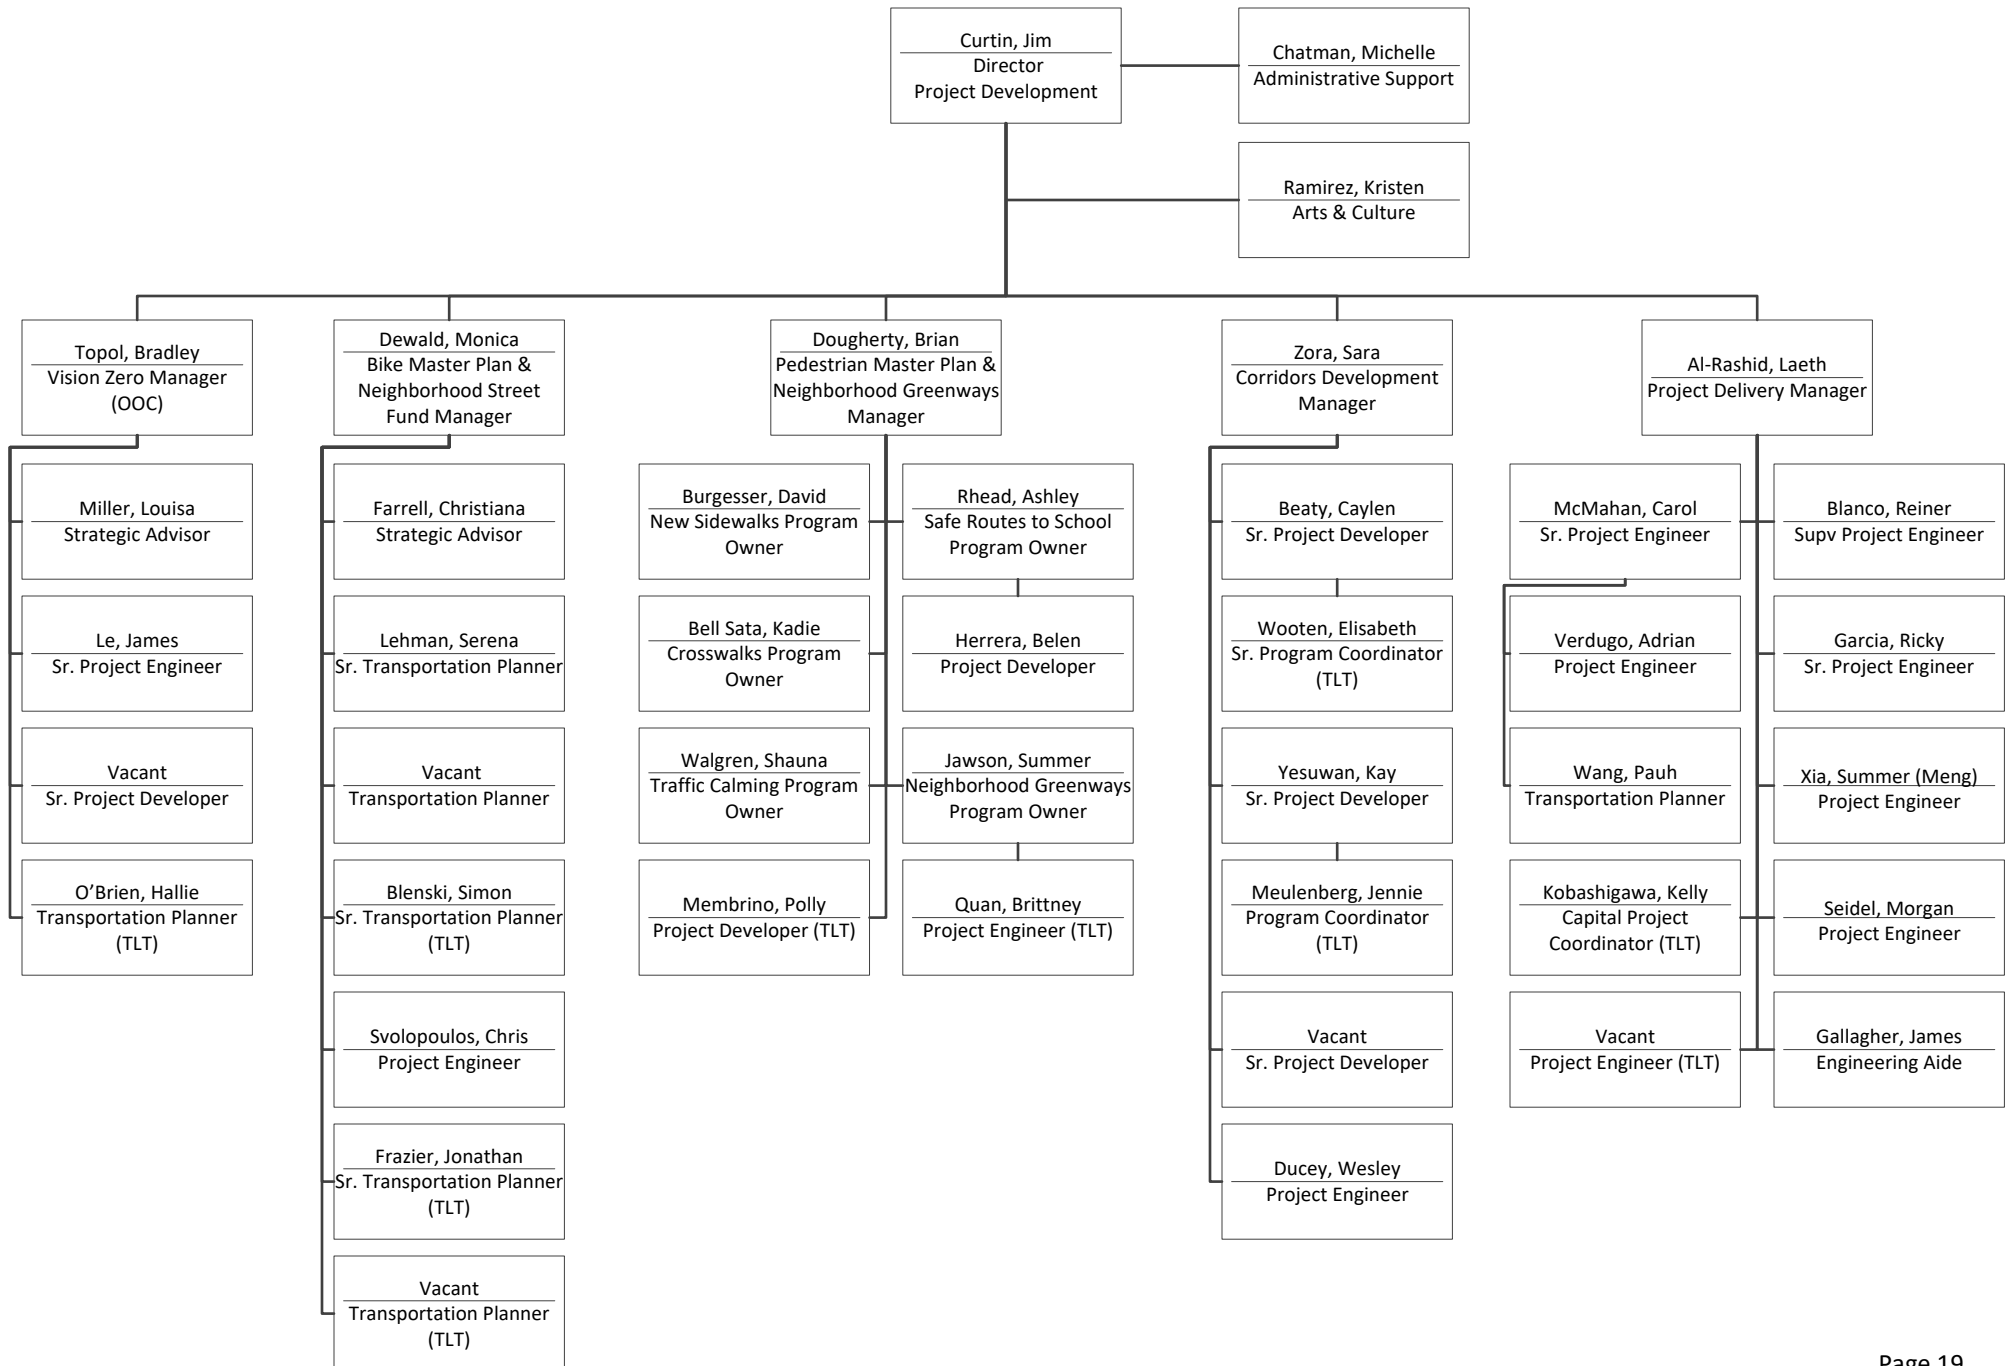 Curtin, Jim
Director
Project Development
Chatman, Michelle
Administrative Support
Ramirez, Kristen
Arts & Culture
Topol, Bradley
Vision Zero Manager
(OOC)
Miller, Louisa
Strategic Advisor
Le, James
Sr. Project Engineer
Vacant
Sr. Project Developer
O’Brien, Hallie
Transportation Planner
(TLT)
Dewald, Monica
Bike Master Plan &
Neighborhood Street
Fund Manager
Farrell, Christiana
Strategic Advisor
Lehman, Serena
Sr. Transportation Planner
Vacant
Transportation Planner
Blenski, Simon
Sr. Transportation Planner
(TLT)
Svolopoulos, Chris
Project Engineer
Frazier, Jonathan
Sr. Transportation Planner
(TLT)
Vacant
Transportation Planner
(TLT)
Dougherty, Brian
Pedestrian Master Plan &
Neighborhood Greenways
Manager
Burgesser, David
New Sidewalks Program
Owner
Bell Sata, Kadie
Crosswalks Program
Owner
Walgren, Shauna
Traffic Calming Program
Owner
Membrino, Polly
Project Developer (TLT)
Rhead, Ashley
Safe Routes to School
Program Owner
Herrera, Belen
Project Developer
Jawson, Summer
Neighborhood Greenways
Program Owner
Quan, Brittney
Project Engineer (TLT)
Zora, Sara
Corridors Development
Manager
Beaty, Caylen
Sr. Project Developer
Wooten, Elisabeth
Sr. Program Coordinator
(TLT)
Yesuwan, Kay
Sr. Project Developer
Meulenberg, Jennie
Program Coordinator
(TLT)
Vacant
Sr. Project Developer
Ducey, Wesley
Project Engineer
Al-Rashid, Laeth
Project Delivery Manager
McMahan, Carol
Sr. Project Engineer
Verdugo, Adrian
Project Engineer
Wang, Pauh
Transportation Planner
Kobashigawa, Kelly
Capital Project
Coordinator (TLT)
Vacant
Project Engineer (TLT)
Blanco, Reiner
Supv Project Engineer
Garcia, Ricky
Sr. Project Engineer
Xia, Summer (Meng)
Project Engineer
Seidel, Morgan
Project Engineer
Gallagher, James
Engineering Aide
Page 19